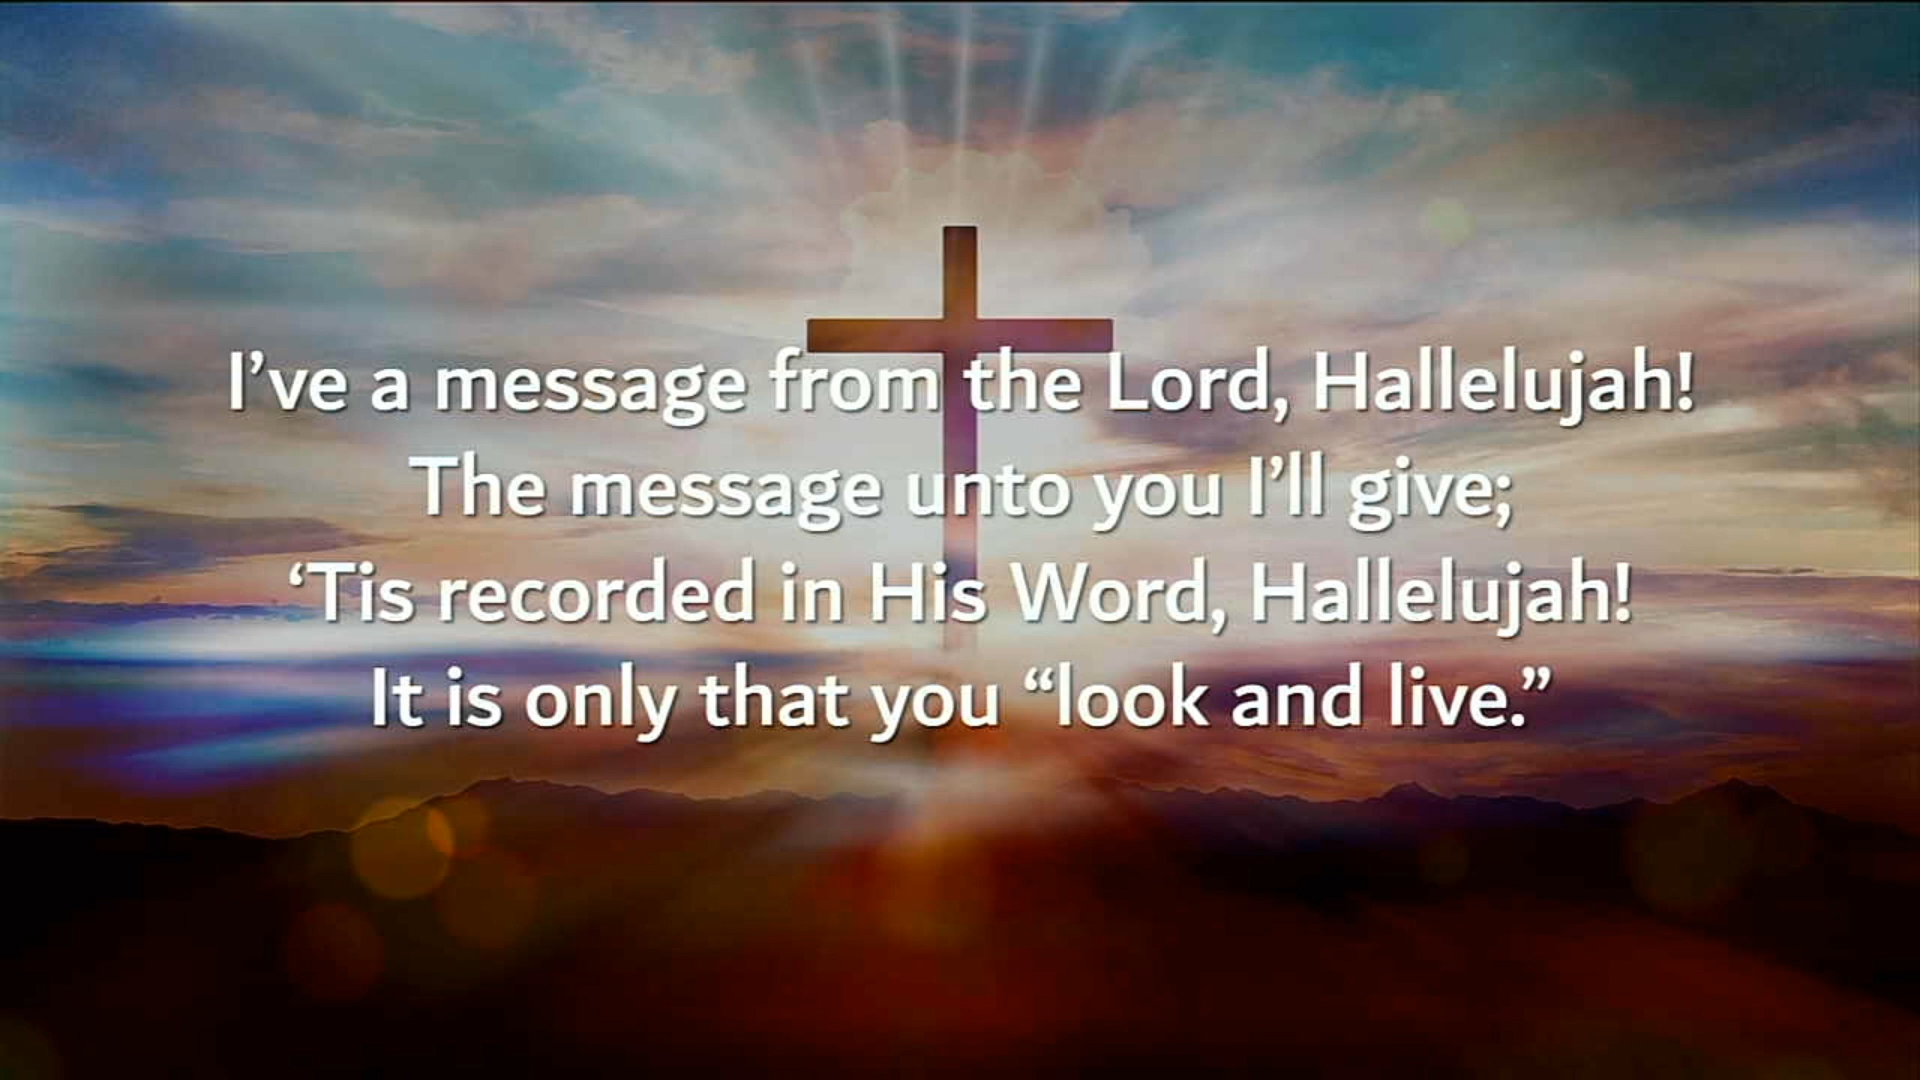 I’ve a message from the Lord, Hallelujah!
The message unto you I’ll give;
‘Tis recorded in His Word, Hallelujah!
It is only that you “look and live.”